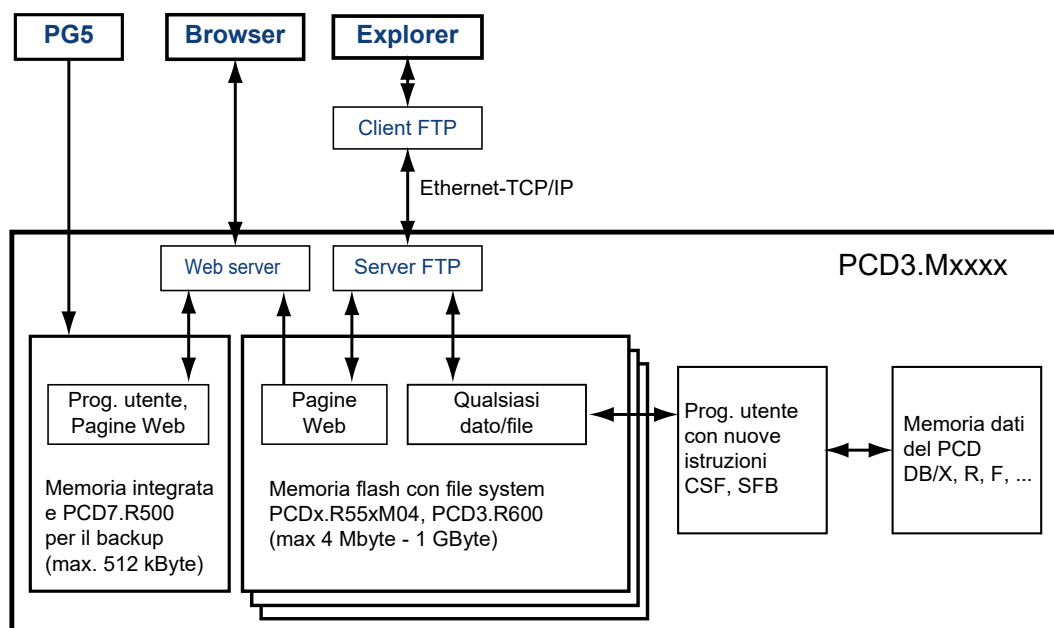 PG5
Browser
Explorer
Client FTP
Ethernet-TCP/IP
Web server
Server FTP
PCD3.Mxxxx
Prog. utente,
Pagine Web
Memoria integrata
e PCD7.R500
per il backup
(max. 512 kByte)
Pagine
Web
Qualsiasi
dato/file
Memoria flash con file system
PCDx.R55xM04, PCD3.R600
(max 4 Mbyte - 1 GByte)
Prog. utente
con nuove
istruzioni
CSF, SFB
Memoria dati
del PCD
DB/X, R, F, ...